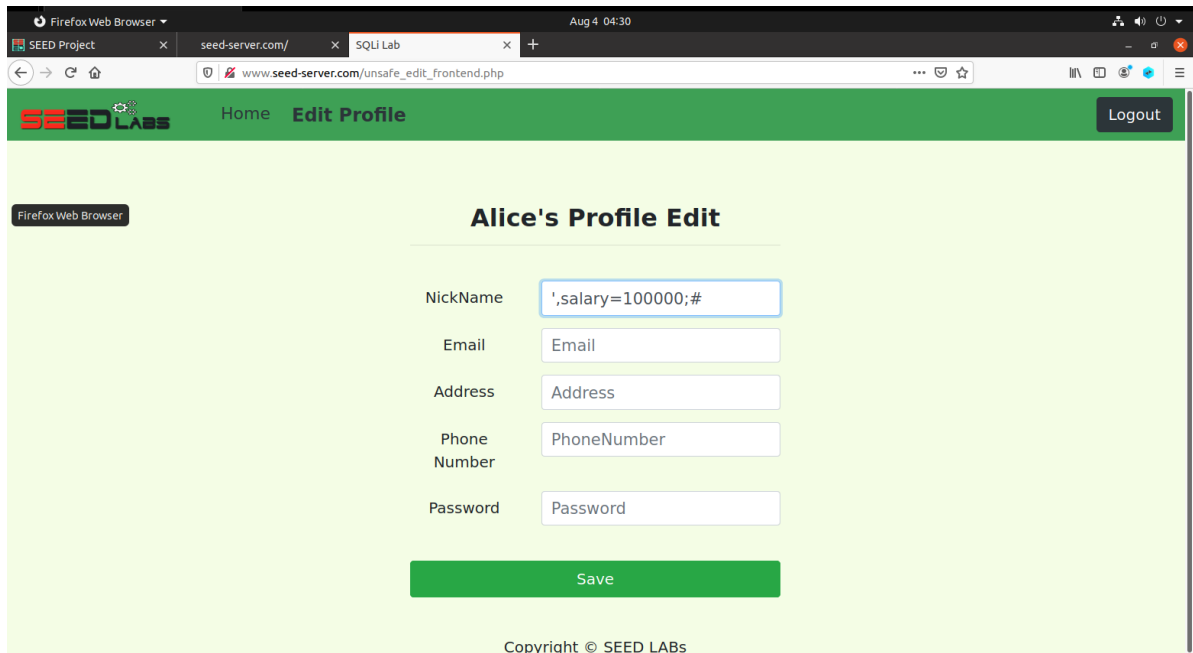 Firefox Web Browser
Aug 4 04:30
SEED Project
seed-server.com/
SQLi Lab
www.seed-server.com/unsafe_edit_frontend.php
SEED LABS
Home
Edit Profile
Logout
Firefox Web Browser
Alice's Profile Edit
NickName
',salary=100000;#
Email
Email
Address
Address
Phone
Number
PhoneNumber
Password
Password
Save
Copyright © SEED LABs